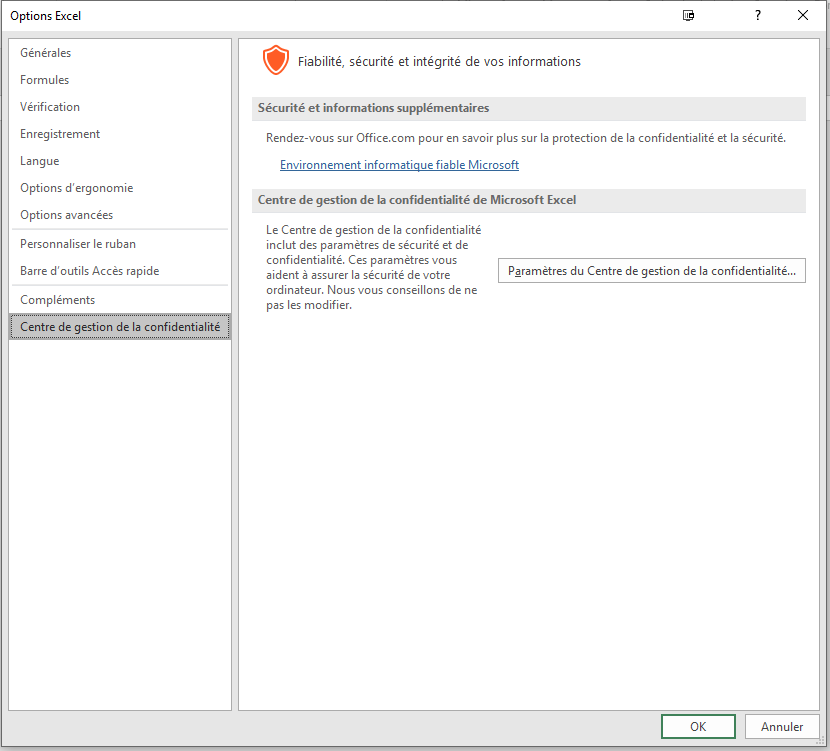 Options Excel
?
Générales
Formules
Vérification
Enregistrement
Langue
Options d'ergonomie
Options avancées
Personnaliser le ruban
Barre d'outils Accès rapide
Compléments
Centre de gestion de la confidentialité
Fiabilité, sécurité et intégrité de vos informations
Sécurité et informations supplémentaires
Rendez-vous sur Office.com pour en savoir plus sur la protection de la confidentialité et la sécurité.
Environnement informatique fiable Microsoft
Centre de gestion de la confidentialité de Microsoft Excel
Le Centre de gestion de la confidentialité
inclut des paramètres de sécurité et de
confidentialité. Ces paramètres vous
aident à assurer la sécurité de votre
ordinateur. Nous vous conseillons de ne
pas les modifier.
Paramètres du Centre de gestion de la confidentialité...
OK
Annuler